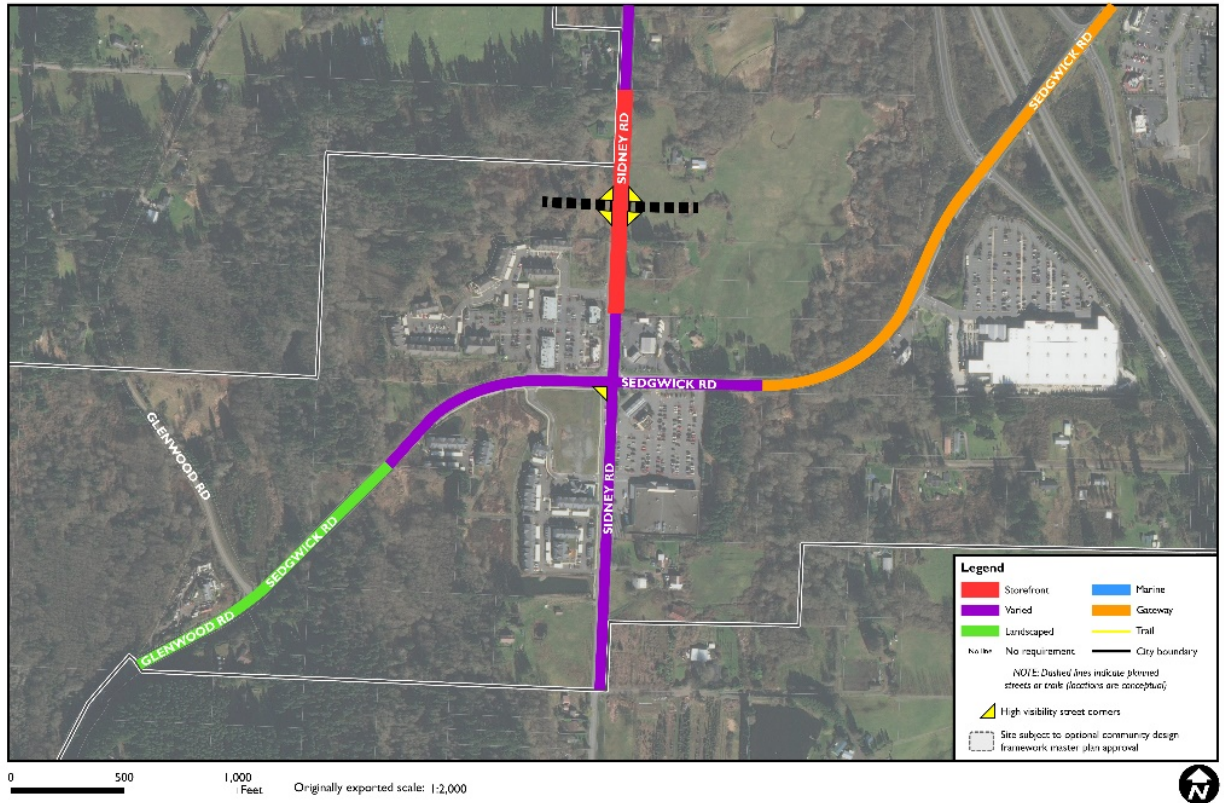 SEDGWICK RD
SIDNEY RD
SEDGWICK RD
GLENWOOD RD
SIDNEY RD
SEDGWICK RD
GLENWOOD RD
Legend
Storefront
Marine
Varied
Gateway
Landscaped
Trail
No line No requirement
City boundary
NOTE: Dashed lines indicate planned
streets or trails (locations are conceptual)
High visibility street corners
Site subject to optional community design
framework master plan approval
0 500 1,000
Feet
Originally exported scale: 1:2,000
N